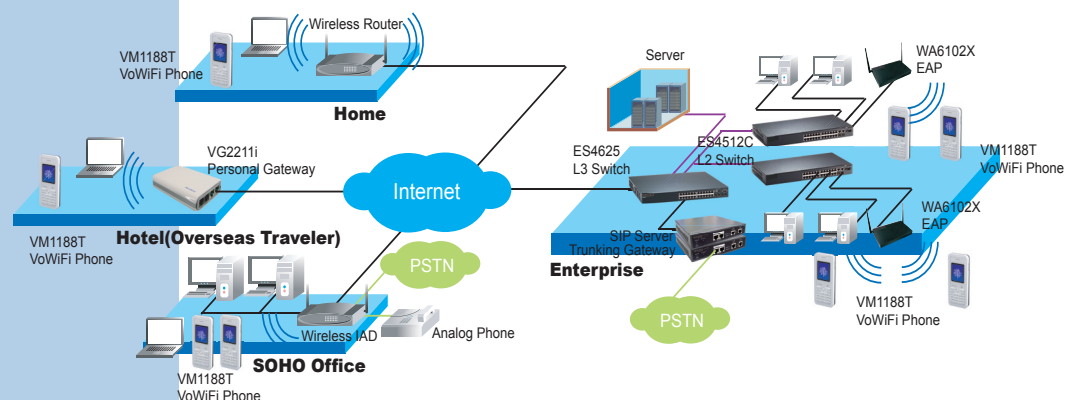 Wireless Router
VM1188T
VoWiFi Phone
Home
VG2211i
Personal Gateway
VM1188T
VoWiFi Phone
Hotel(Overseas Traveler)
Internet
PSTN
Wireless IAD
Analog Phone
SOHO Office
VM1188T
VoWiFi Phone
Server
WA6102X
EAP
ES4625
L3 Switch
ES4512C
L2 Switch
VM1188T
VoWiFi Phone
WA6102X
EAP
SIP Server
Trunking Gateway
Enterprise
PSTN
VM1188T
VoWiFi Phone